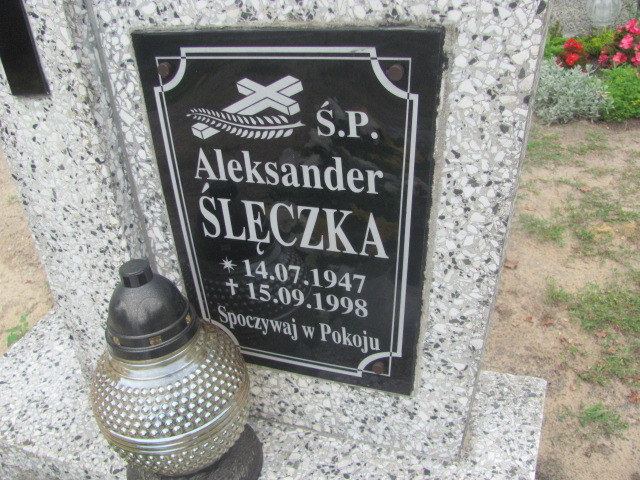 Ś.P.
Aleksander
ŚLĘCZKA
* 14.07.1947
† 15.09.1998
Spoczywaj w Pokoju